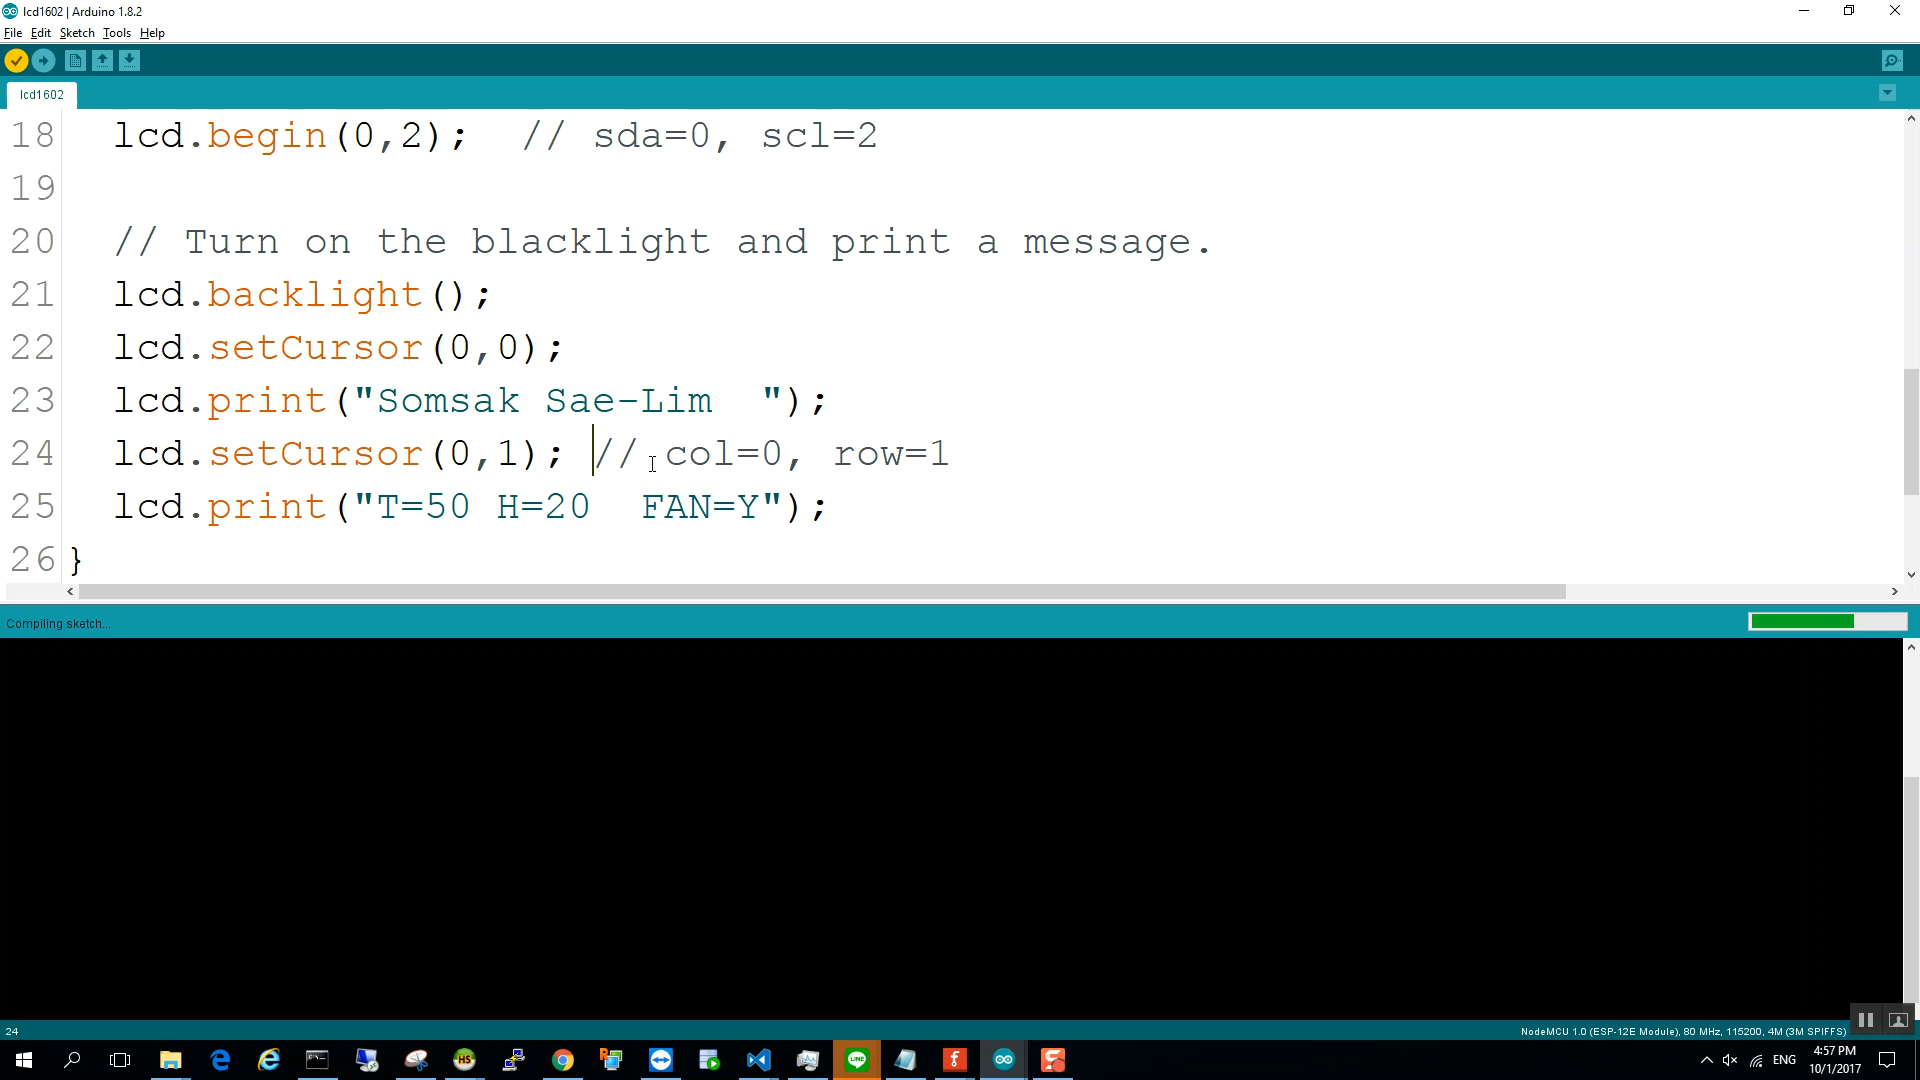 lcd1602 | Arduino 1.8.2
File Edit Sketch Tools Help
lcd1602
18 lcd.begin(0,2); // sda=0, scl=2
19
20 // Turn on the blacklight and print a message.
21 lcd.backlight();
22 lcd.setCursor(0,0);
23 lcd.print("Somsak Sae-Lim  ");
24 lcd.setCursor(0,1); // col=0, row=1
25 lcd.print("T=50 H=20  FAN=Y");
26 }
Compiling sketch...
24
NodeMCU 1.0 (ESP-12E Module), 80 MHz, 115200, 4M (3M SPIFFS)
HS
LINE
ENG
4:57 PM
10/1/2017